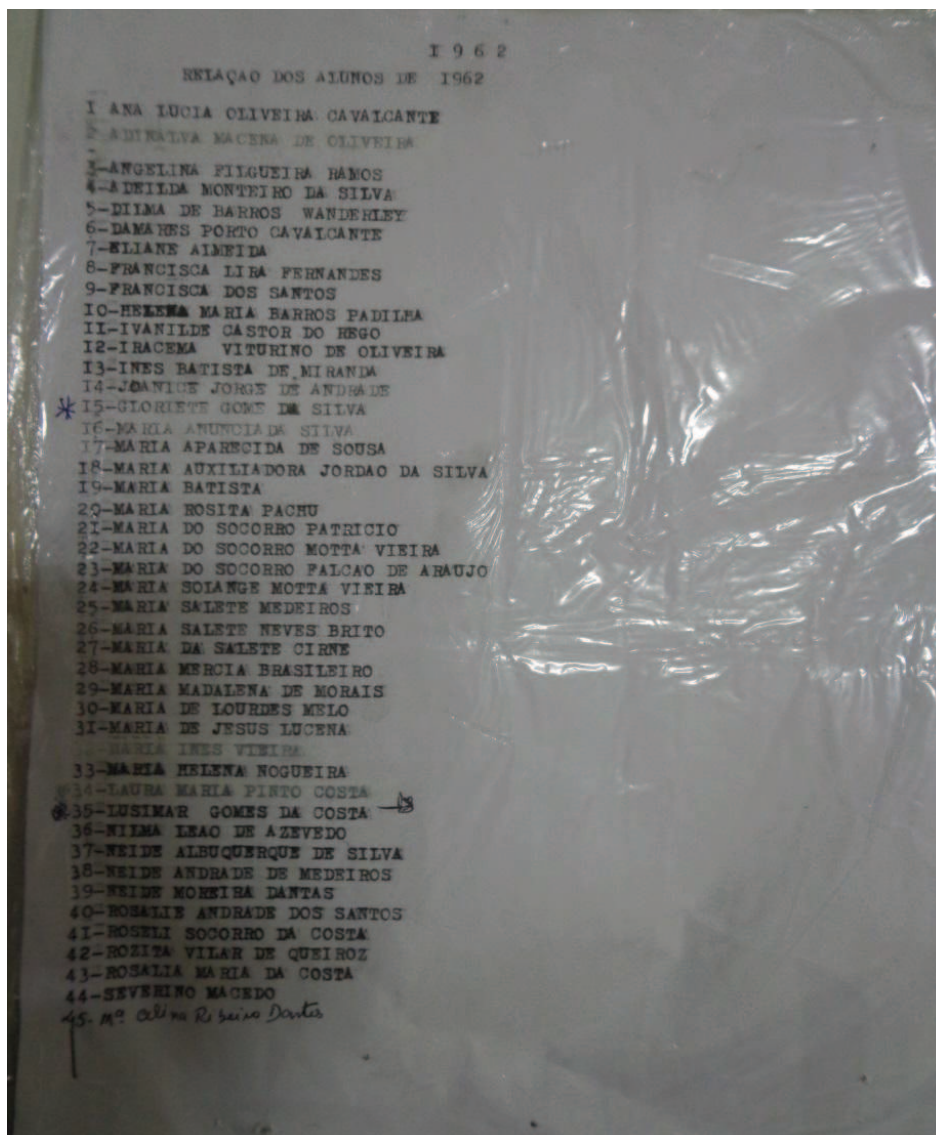 I 9 6 2
RELAÇAO DOS ALUNOS DE I962
I ANA LUCIA OLIVEIRA CAVALCANTE
2-ADINALVA MACENA DE OLIVEIRA
3-ANGELINA FILGUEIRA RAMOS
4-ADEILDA MONTEIRO DA SILVA
5-DILMA DE BARROS WANDERLEY
6-DAMARES PORTO CAVALCANTE
7-ELIANE ALMEIDA
8-FRANCISCA LIRA FERNANDES
9-FRANCISCA DOS SANTOS
IO-HELENA MARIA BARROS PADILHA
II-IVANILDE CASTOR DO REGO
I2-IRACEMA VITURINO DE OLIVEIRA
I3-INES BATISTA DE MIRANDA
I4-JOANICE JORGE DE ANDRADE
* I5-GLORIETE GOME DA SILVA
I6-MARIA ANUNCIADA SILVA
I7-MARIA APARECIDA DE SOUSA
I8-MARIA AUXILIADORA JORDAO DA SILVA
I9-MARIA BATISTA
20-MARIA ROSITA PACHU
2I-MARIA DO SOCORRO PATRICIO
22-MARIA DO SOCORRO MOTTA VIEIRA
23-MARIA DO SOCORRO FALCAO DE ARAUJO
24-MARIA SOLANGE MOTTA VIEIRA
25-MARIA SALETE MEDEIROS
26-MARIA SALETE NEVES BRITO
27-MARIA DA SALETE CIRNE
28-MARIA MERCIA BRASILEIRO
29-MARIA MADALENA DE MORAIS
30-MARIA DE LOURDES MELO
3I-MARIA DE JESUS LUCENA
MARIA INES VIEIRA
33-MARIA HELENA NOGUEIRA
34-LAURA MARIA PINTO COSTA
35-LUSIMAR GOMES DA COSTA
36-NILMA LEAO DE AZEVEDO
37-NEIDE ALBUQUERQUE DE SILVA
38-NEIDE ANDRADE DE MEDEIROS
39-NEIDE MOREIRA DANTAS
40-ROSALIE ANDRADE DOS SANTOS
4I-ROSELI SOCORRO DA COSTA
42-ROZITA VILAR DE QUEIROZ
43-ROSALIA MARIA DA COSTA
44-SEVERINO MACEDO
45- Mª Celina Ribeiro Dantas